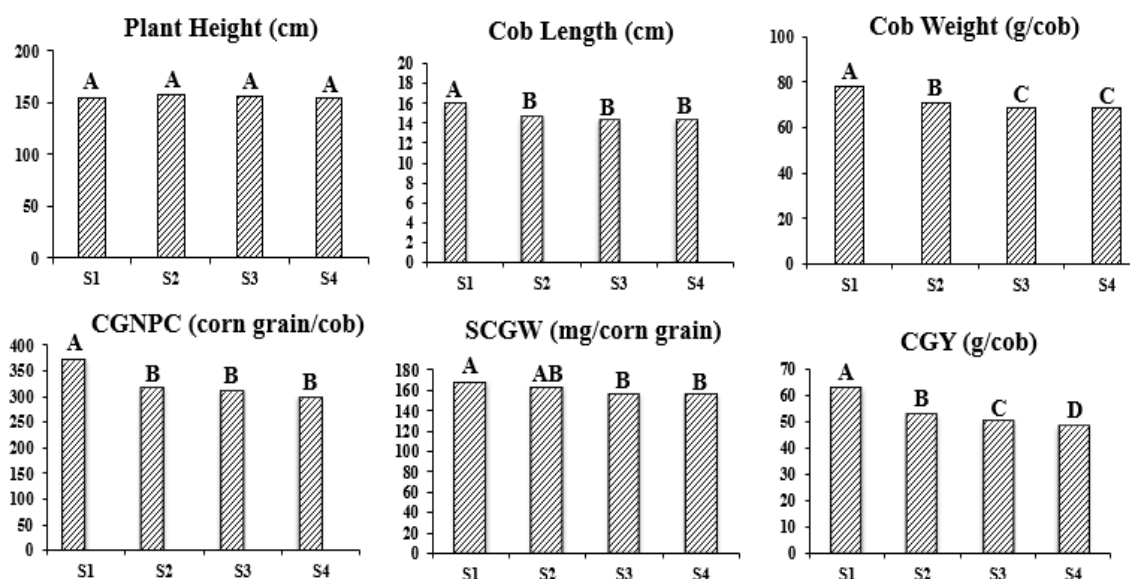 Plant Height (cm)
200
150
100
50
0
A
A
A
A
S1
S2
S3
S4
Cob Length (cm)
20
18
16
14
12
10
8
6
4
2
0
A
B
B
B
S1
S2
S3
S4
Cob Weight (g/cob)
100
80
60
40
20
0
A
B
C
C
S1
S2
S3
S4
CGNPC (corn grain/cob)
400
350
300
250
200
150
100
50
0
A
B
B
B
S1
S2
S3
S4
SCGW (mg/corn grain)
180
160
140
120
100
80
60
40
20
0
A
AB
B
B
S1
S2
S3
S4
CGY (g/cob)
70
60
50
40
30
20
10
0
A
B
C
D
S1
S2
S3
S4